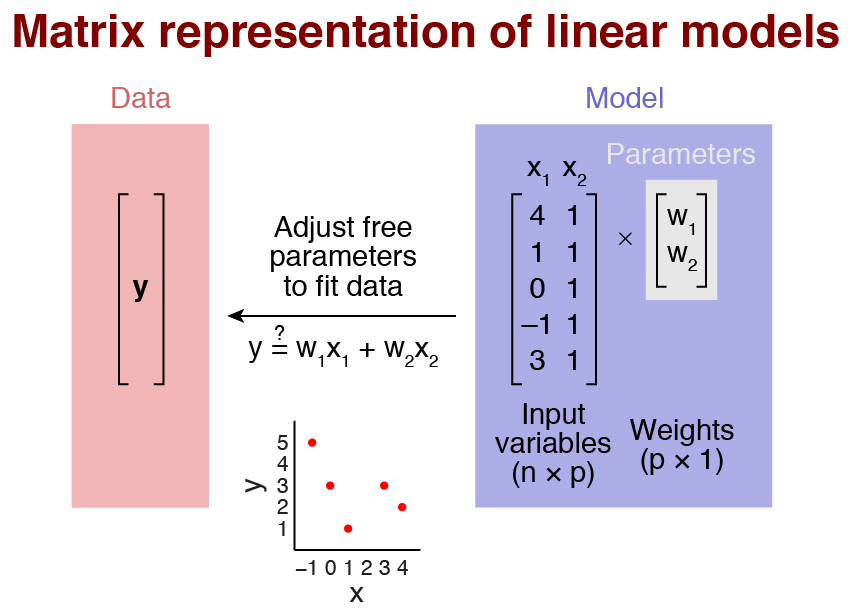 Matrix representation of linear models
Data
Model
Parameters
x₁ x₂
4 1
1 1
0 1
–1 1
3 1
×
w₁
w₂
y
Adjust free
parameters
to fit data
?
y = w₁x₁ + w₂x₂
Input
variables
(n × p)
Weights
(p × 1)
5
4
3
2
1
y
–1 0 1 2 3 4
x